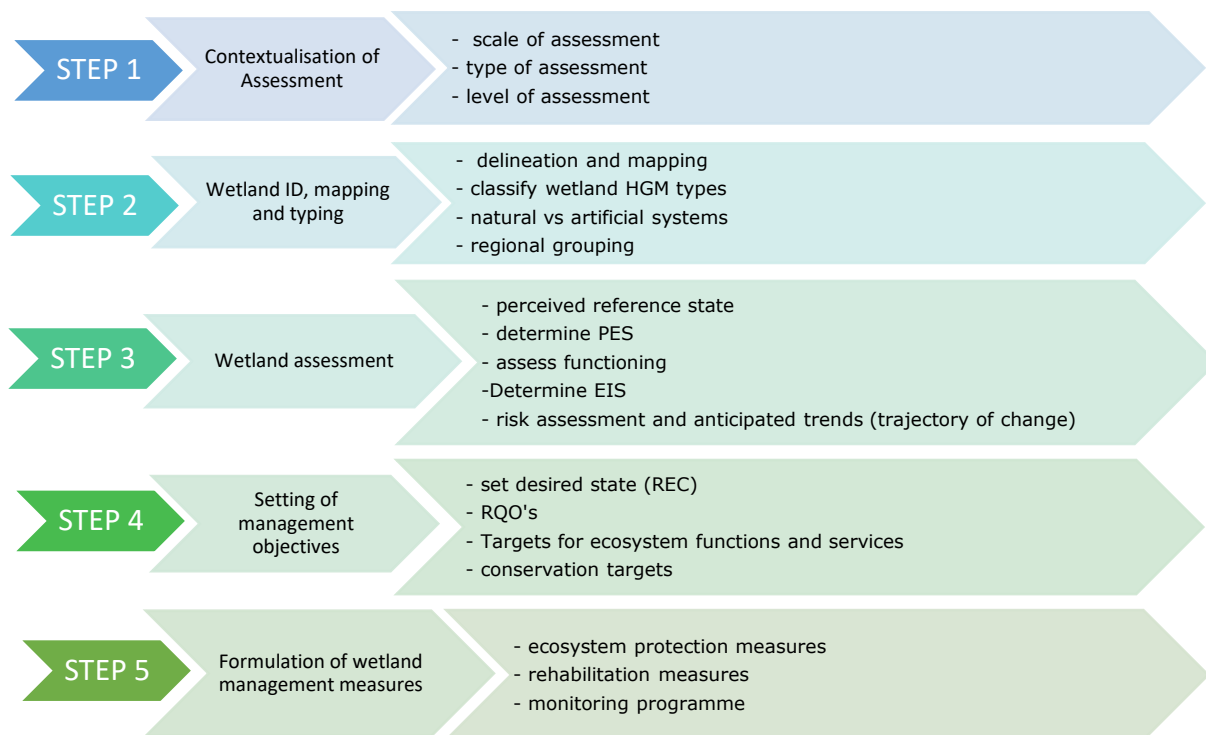 STEP 1
Contextualisation of
Assessment
- scale of assessment
- type of assessment
- level of assessment
STEP 2
Wetland ID, mapping
and typing
- delineation and mapping
- classify wetland HGM types
- natural vs artificial systems
- regional grouping
STEP 3
Wetland assessment
- perceived reference state
- determine PES
- assess functioning
-Determine EIS
- risk assessment and anticipated trends (trajectory of change)
STEP 4
Setting of
management
objectives
- set desired state (REC)
- RQO's
- Targets for ecosystem functions and services
- conservation targets
STEP 5
Formulation of wetland
management measures
- ecosystem protection measures
- rehabilitation measures
- monitoring programme